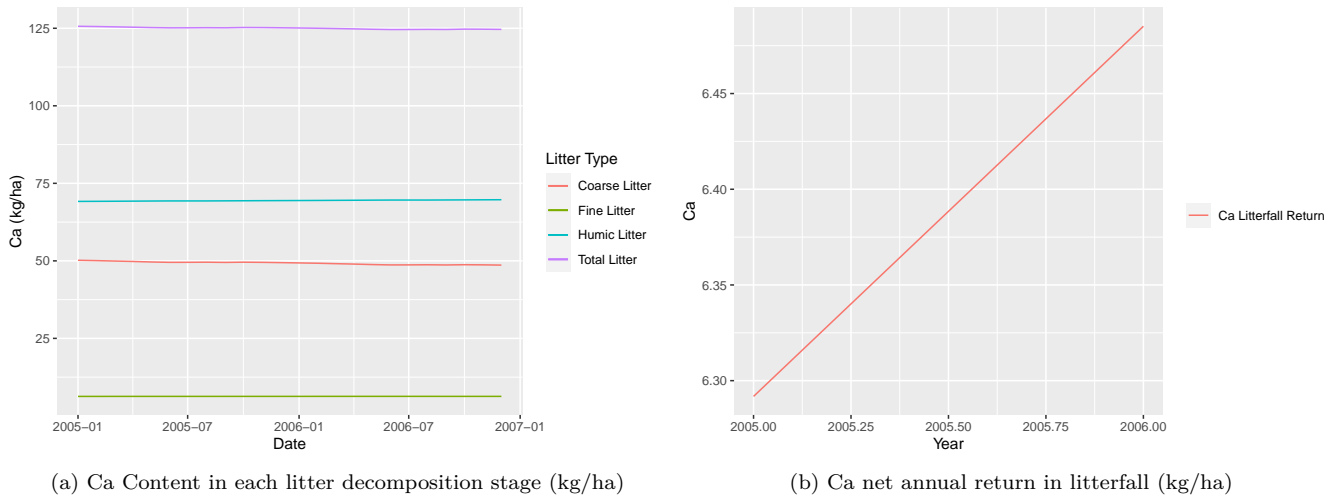 125
100
75
50
25
Ca (kg/ha)
2005−01
2005−07
2006−01
2006−07
2007−01
Date
Litter Type
Coarse Litter
Fine Litter
Humic Litter
Total Litter
(a) Ca Content in each litter decomposition stage (kg/ha)
6.45
6.40
6.35
6.30
Ca
2005.00
2005.25
2005.50
2005.75
2006.00
Year
Ca Litterfall Return
(b) Ca net annual return in litterfall (kg/ha)